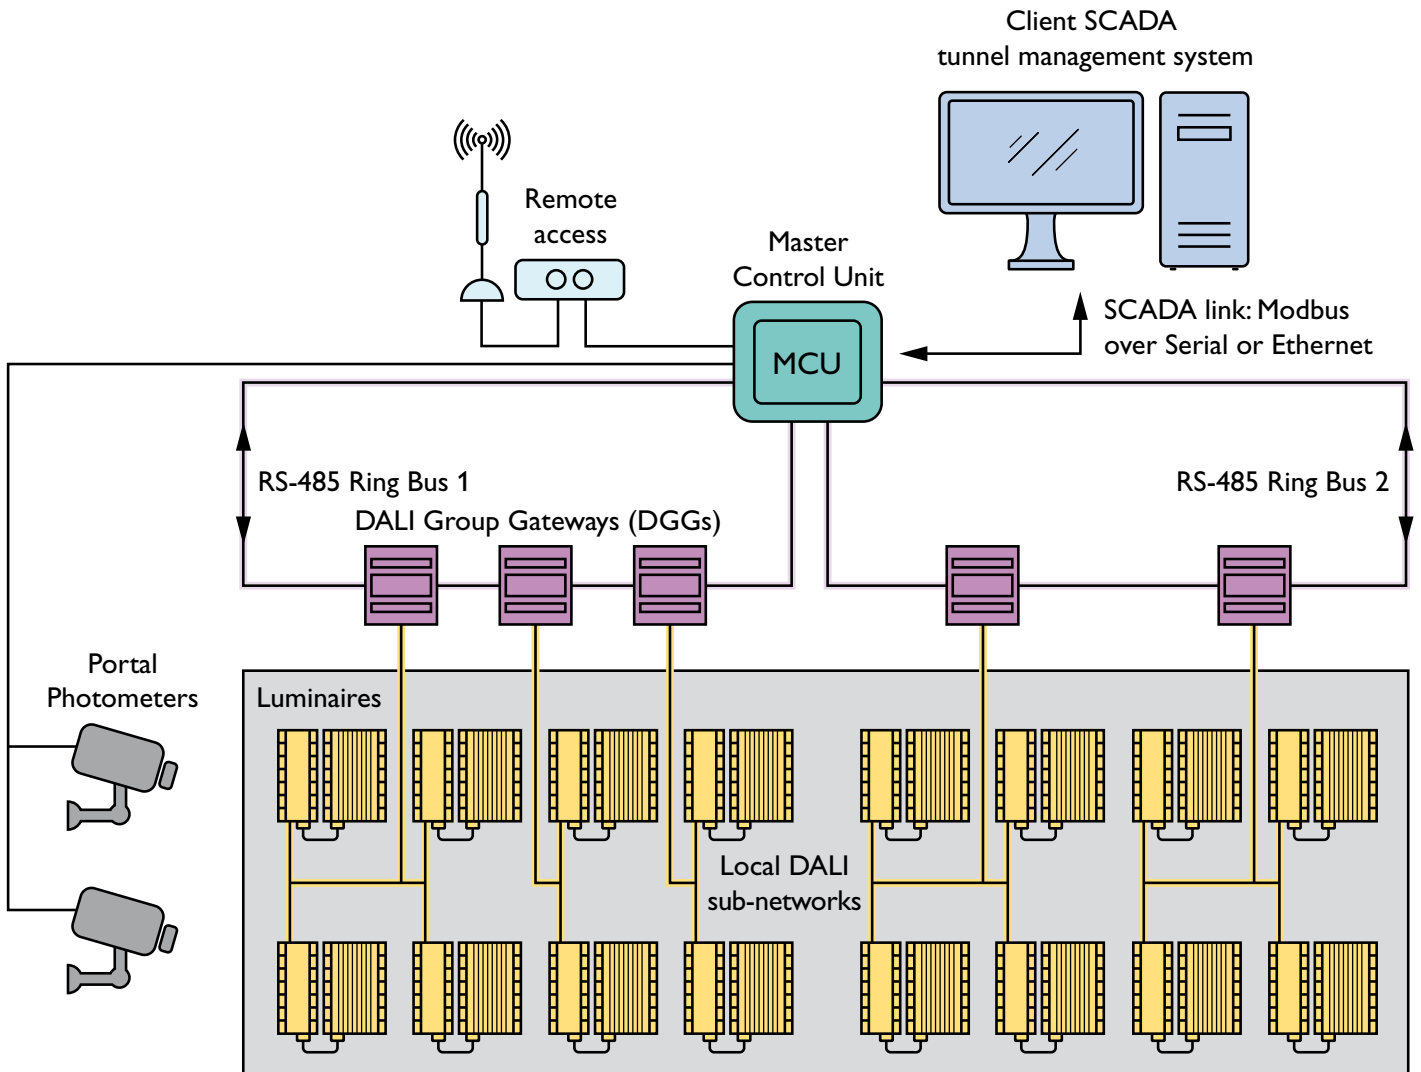 Client SCADA
tunnel management system
Remote
access
Master
Control Unit
SCADA link: Modbus
over Serial or Ethernet
MCU
RS-485 Ring Bus 1
RS-485 Ring Bus 2
DALI Group Gateways (DGGs)
Portal
Photometers
Luminaires
Local DALI
sub-networks